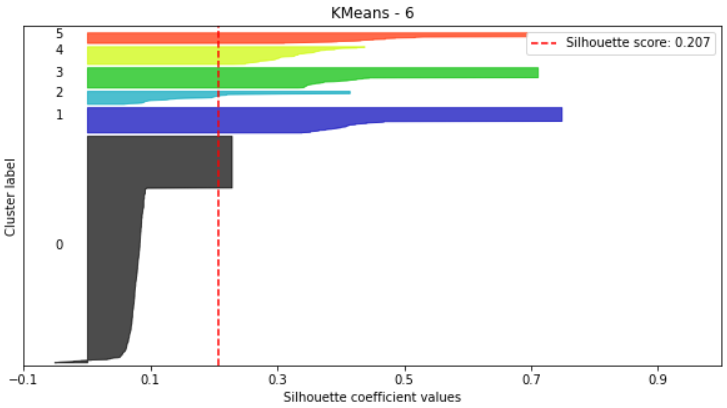 KMeans - 6
Silhouette score: 0.207
5
4
3
2
1
0
Cluster label
−0.1 0.1 0.3 0.5 0.7 0.9
Silhouette coefficient values